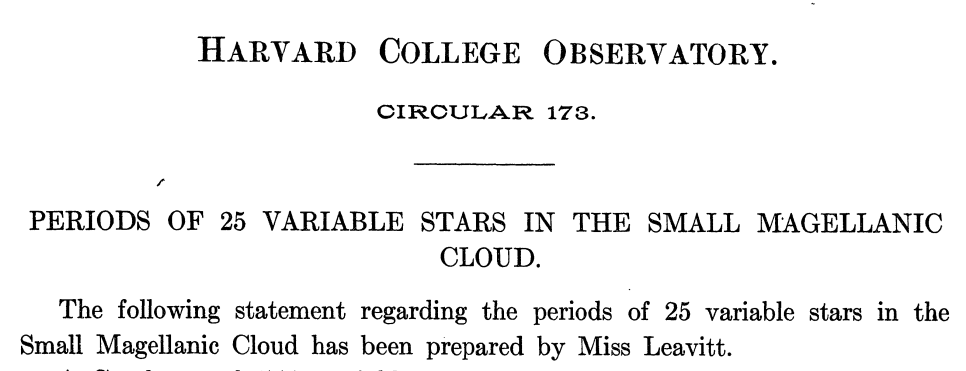 HARVARD COLLEGE OBSERVATORY.
CIRCULAR 173.
PERIODS OF 25 VARIABLE STARS IN THE SMALL MAGELLANIC
CLOUD.
The following statement regarding the periods of 25 variable stars in the
Small Magellanic Cloud has been prepared by Miss Leavitt.